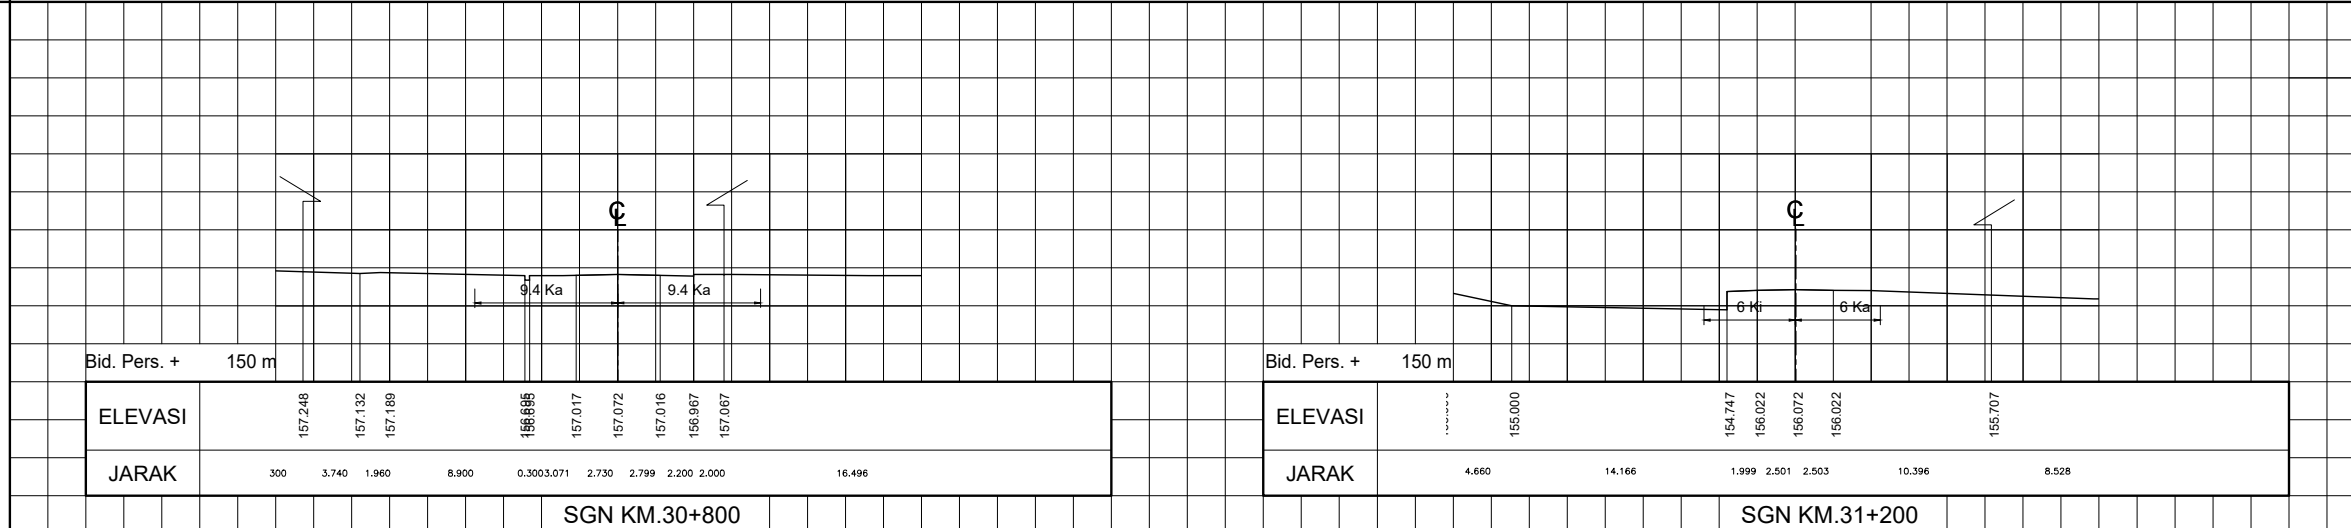 ℄
℄
9.4 Ka 9.4 Ka
6 Ki 6 Ka
Bid. Pers. + 150 m
Bid. Pers. + 150 m
ELEVASI 157.248 157.132 157.189 157.017 157.072 157.016 156.967 157.067
ELEVASI 155.000 154.747 156.022 156.072 156.022 155.707
JARAK 300 3.740 1.960 8.900 0.300 3.071 2.730 2.799 2.200 2.000 16.496
JARAK 4.660 14.166 1.999 2.501 2.503 10.396 8.528
SGN KM.30+800
SGN KM.31+200